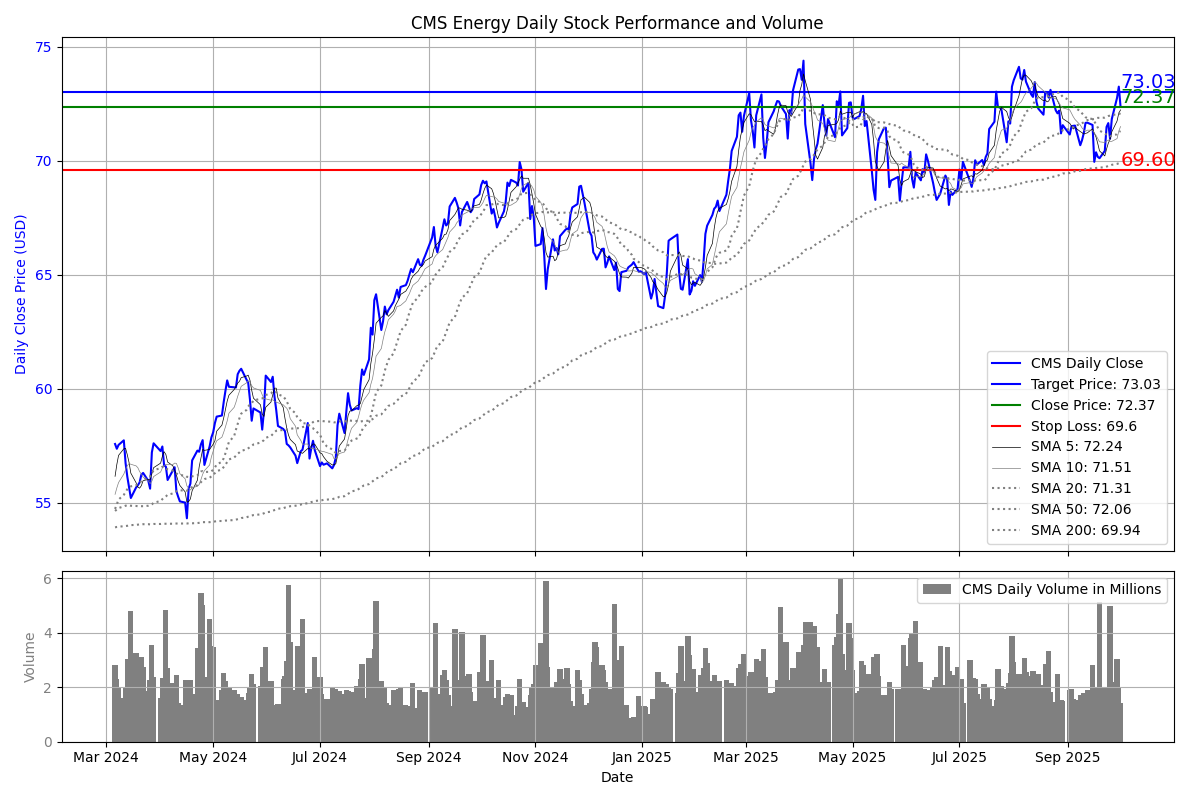 CMS Energy Daily Stock Performance and Volume
75
70
65
60
55
Daily Close Price (USD)
73.03
72.37
69.60
CMS Daily Close
Target Price: 73.03
Close Price: 72.37
Stop Loss: 69.6
SMA 5: 72.24
SMA 10: 71.51
SMA 20: 71.31
SMA 50: 72.06
SMA 200: 69.94
6
4
2
0
Volume
CMS Daily Volume in Millions
Mar 2024 May 2024 Jul 2024 Sep 2024 Nov 2024 Jan 2025 Mar 2025 May 2025 Jul 2025 Sep 2025
Date